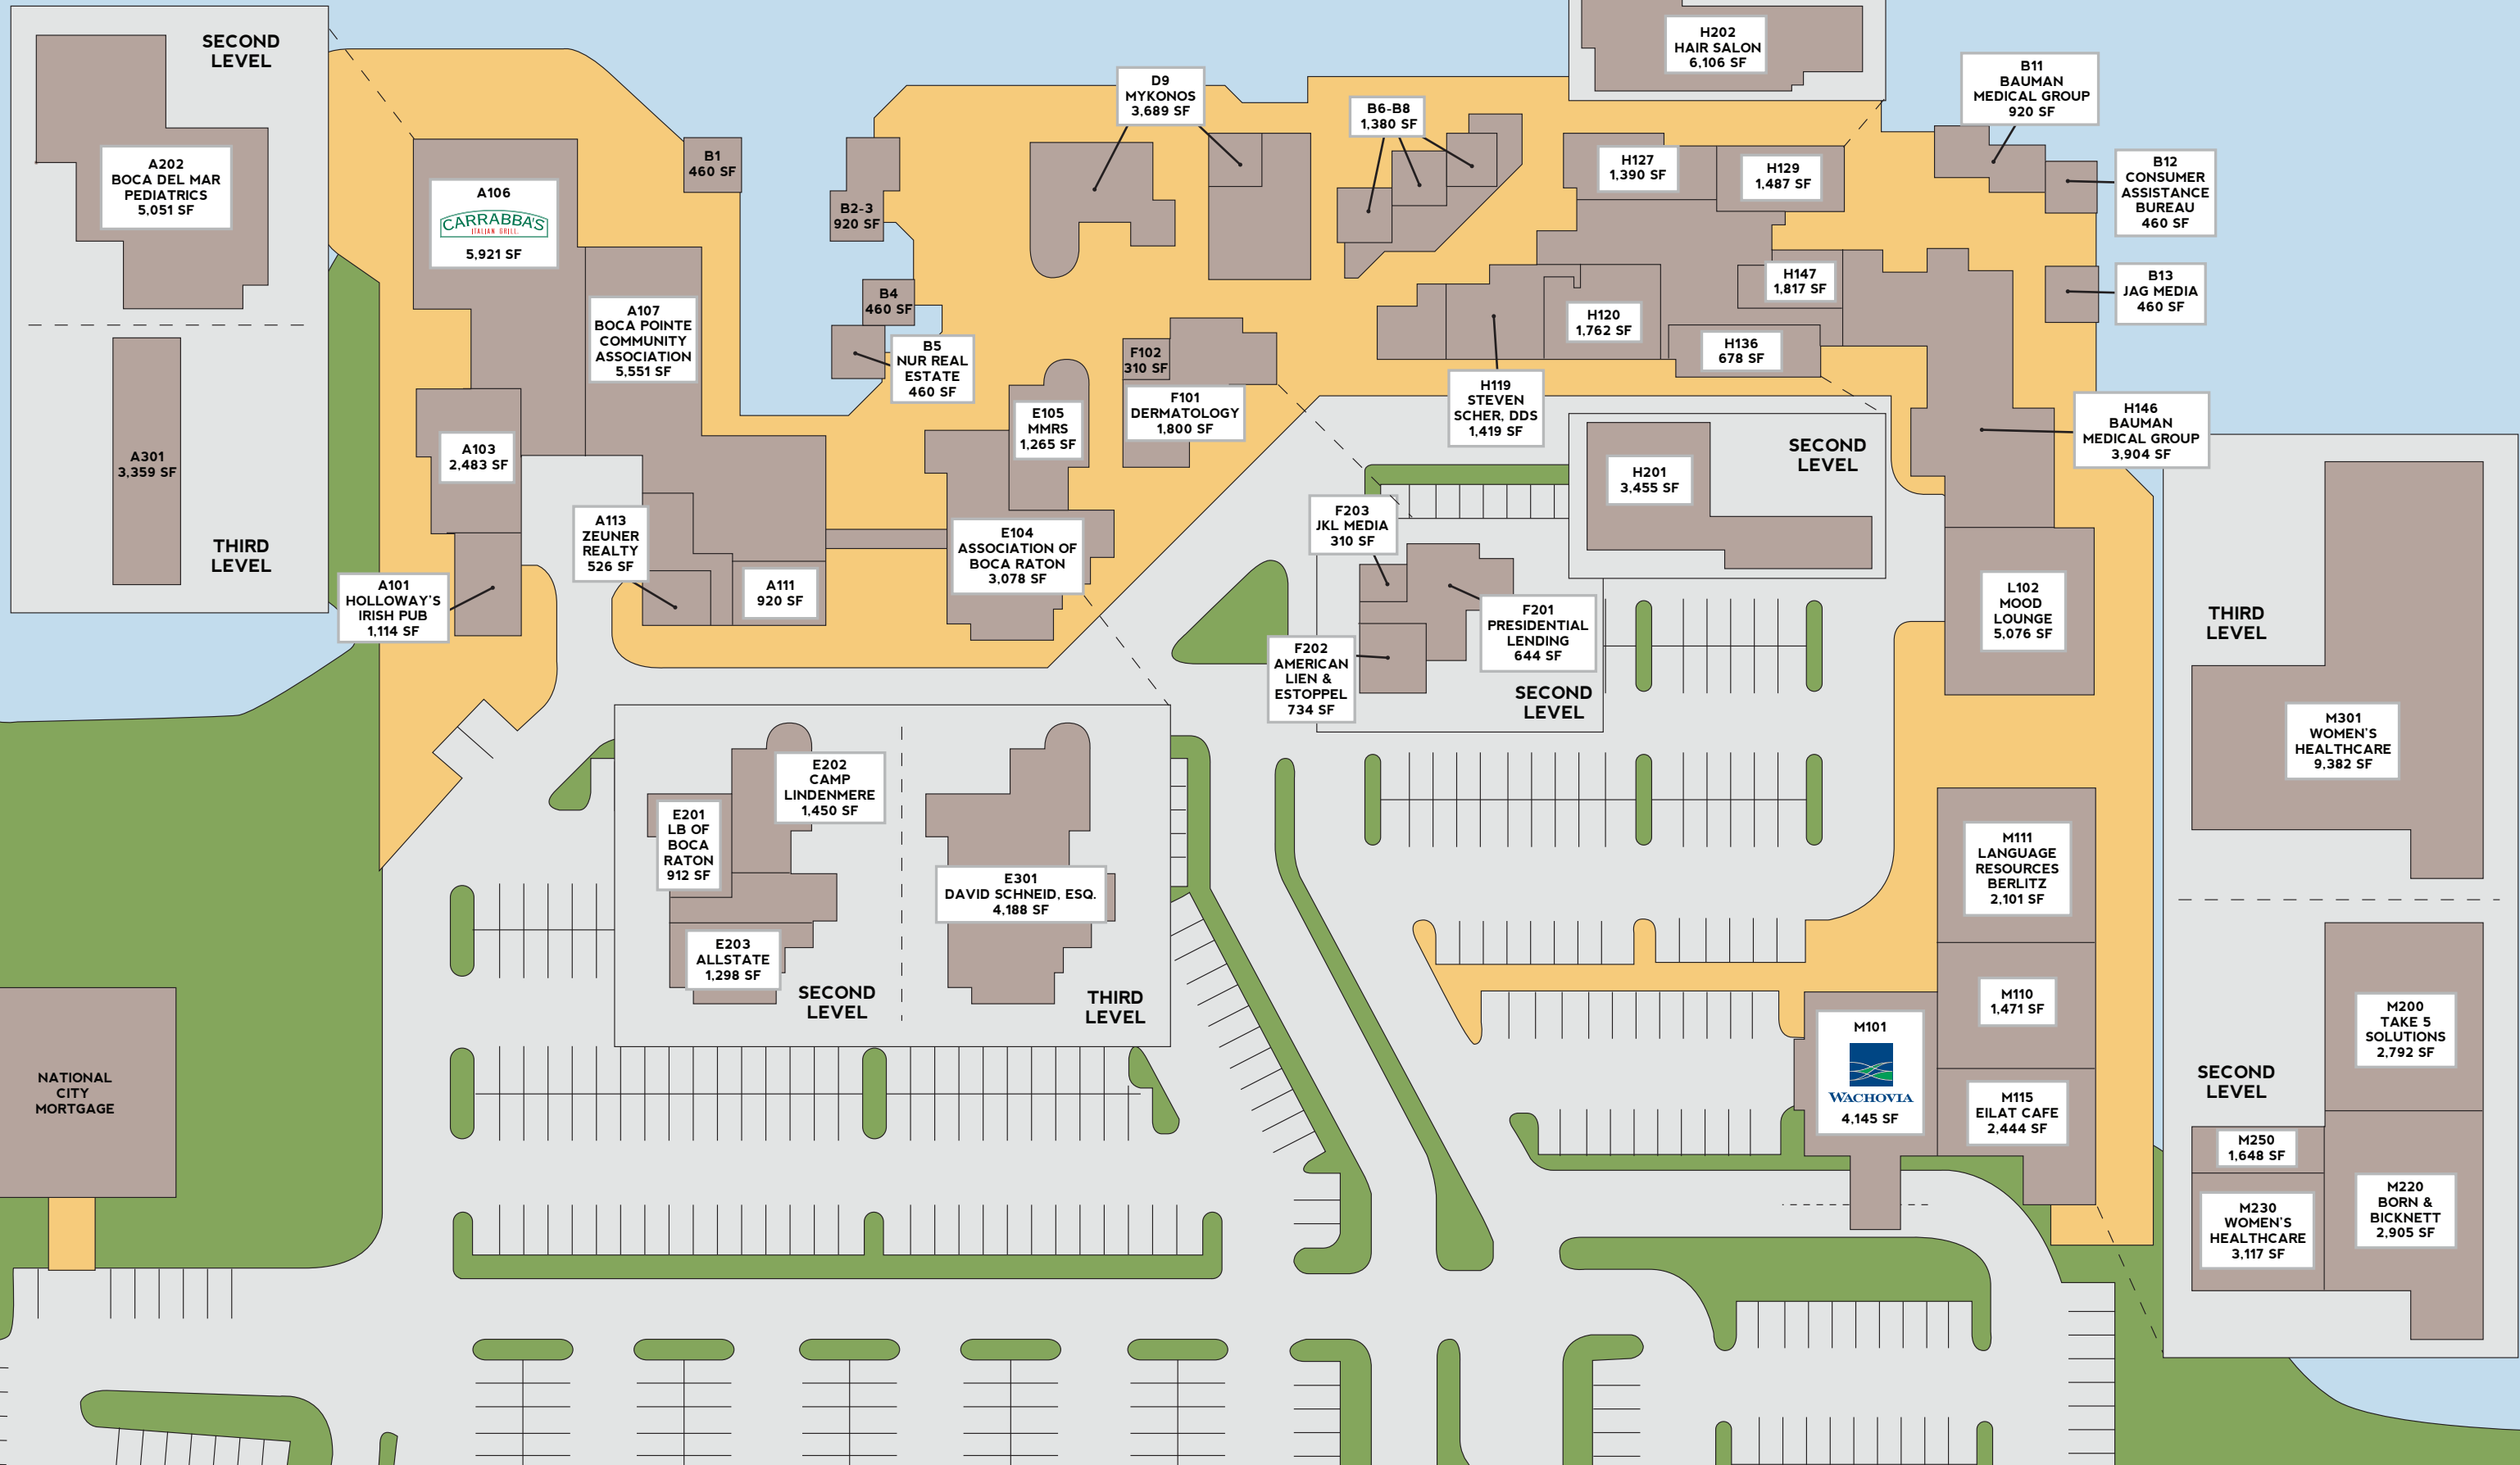 SECOND
LEVEL
A202
BOCA DEL MAR
PEDIATRICS
5,051 SF
A301
3,359 SF
THIRD
LEVEL
A106
CARRABBA'S
ITALIAN GRILL
5,921 SF
A107
BOCA POINTE
COMMUNITY
ASSOCIATION
5,551 SF
A103
2,483 SF
A101
HOLLOWAY'S
IRISH PUB
1,114 SF
A113
ZEUNER
REALTY
526 SF
A111
920 SF
B1
460 SF
B2-3
920 SF
B4
460 SF
B5
NUR REAL
ESTATE
460 SF
D9
MYKONOS
3,689 SF
B6-B8
1,380 SF
E105
MMRS
1,265 SF
E104
ASSOCIATION OF
BOCA RATON
3,078 SF
F102
310 SF
F101
DERMATOLOGY
1,800 SF
H202
HAIR SALON
6,106 SF
H127
1,390 SF
H129
1,487 SF
H147
1,817 SF
H120
1,762 SF
H136
678 SF
H119
STEVEN
SCHER, DDS
1,419 SF
B11
BAUMAN
MEDICAL GROUP
920 SF
B12
CONSUMER
ASSISTANCE
BUREAU
460 SF
B13
JAG MEDIA
460 SF
H146
BAUMAN
MEDICAL GROUP
3,904 SF
H201
3,455 SF
SECOND
LEVEL
F203
JKL MEDIA
310 SF
F201
PRESIDENTIAL
LENDING
644 SF
F202
AMERICAN
LIEN &
ESTOPPEL
734 SF
SECOND
LEVEL
L102
MOOD
LOUNGE
5,076 SF
THIRD
LEVEL
M301
WOMEN'S
HEALTHCARE
9,382 SF
E202
CAMP
LINDENMERE
1,450 SF
E201
LB OF
BOCA
RATON
912 SF
E203
ALLSTATE
1,298 SF
SECOND
LEVEL
E301
DAVID SCHNEID, ESQ.
4,188 SF
THIRD
LEVEL
M111
LANGUAGE
RESOURCES
BERLITZ
2,101 SF
M110
1,471 SF
M101
WACHOVIA
4,145 SF
M115
EILAT CAFE
2,444 SF
M200
TAKE 5
SOLUTIONS
2,792 SF
SECOND
LEVEL
M250
1,648 SF
M230
WOMEN'S
HEALTHCARE
3,117 SF
M220
BORN &
BICKNETT
2,905 SF
NATIONAL
CITY
MORTGAGE